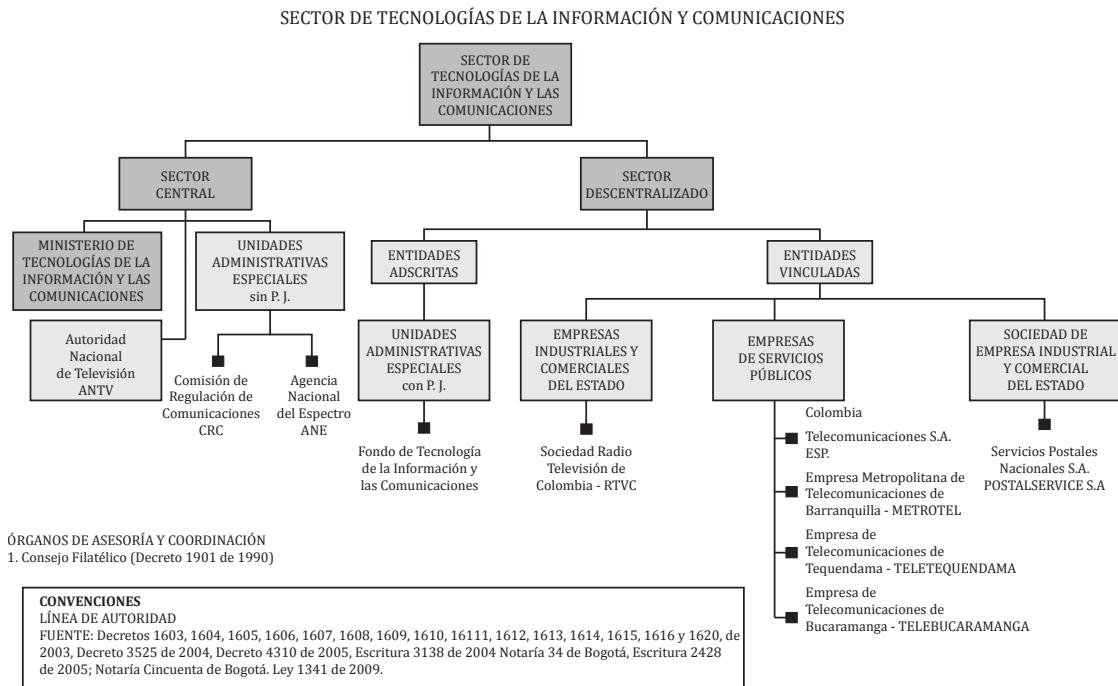 SECTOR DE TECNOLOGÍAS DE LA INFORMACIÓN Y COMUNICACIONES
SECTOR DE
TECNOLOGÍAS DE LA
INFORMACIÓN Y LAS
COMUNICACIONES
SECTOR
CENTRAL
SECTOR
DESCENTRALIZADO
MINISTERIO DE
TECNOLOGÍAS DE LA
INFORMACIÓN Y LAS
COMUNICACIONES
UNIDADES
ADMINISTRATIVAS
ESPECIALES
sin P. J.
ENTIDADES
ADSCRITAS
ENTIDADES
VINCULADAS
Autoridad
Nacional
de Televisión
ANTV
Comisión de
Regulación de
Comunicaciones
CRC
Agencia
Nacional
del Espectro
ANE
UNIDADES
ADMINISTRATIVAS
ESPECIALES
con P. J.
Fondo de Tecnología
de la Información y
las Comunicaciones
EMPRESAS
INDUSTRIALES Y
COMERCIALES
DEL ESTADO
Sociedad Radio
Televisión de
Colombia - RTVC
EMPRESAS
DE SERVICIOS
PÚBLICOS
Colombia
Telecomunicaciones S.A.
ESP.
Empresa Metropolitana de
Telecomunicaciones de
Barranquilla - METROTEL
Empresa de
Telecomunicaciones de
Tequendama - TELETEQUENDAMA
Empresa de
Telecomunicaciones de
Bucaramanga - TELEBUCARAMANGA
SOCIEDAD DE
EMPRESA INDUSTRIAL
Y COMERCIAL
DEL ESTADO
Servicios Postales
Nacionales S.A.
POSTALSERVICE S.A
ÓRGANOS DE ASESORÍA Y COORDINACIÓN
1. Consejo Filatélico (Decreto 1901 de 1990)
CONVENCIONES
LÍNEA DE AUTORIDAD
FUENTE: Decretos 1603, 1604, 1605, 1606, 1607, 1608, 1609, 1610, 16111, 1612, 1613, 1614, 1615, 1616 y 1620, de
2003, Decreto 3525 de 2004, Decreto 4310 de 2005, Escritura 3138 de 2004 Notaría 34 de Bogotá, Escritura 2428
de 2005; Notaría Cincuenta de Bogotá. Ley 1341 de 2009.